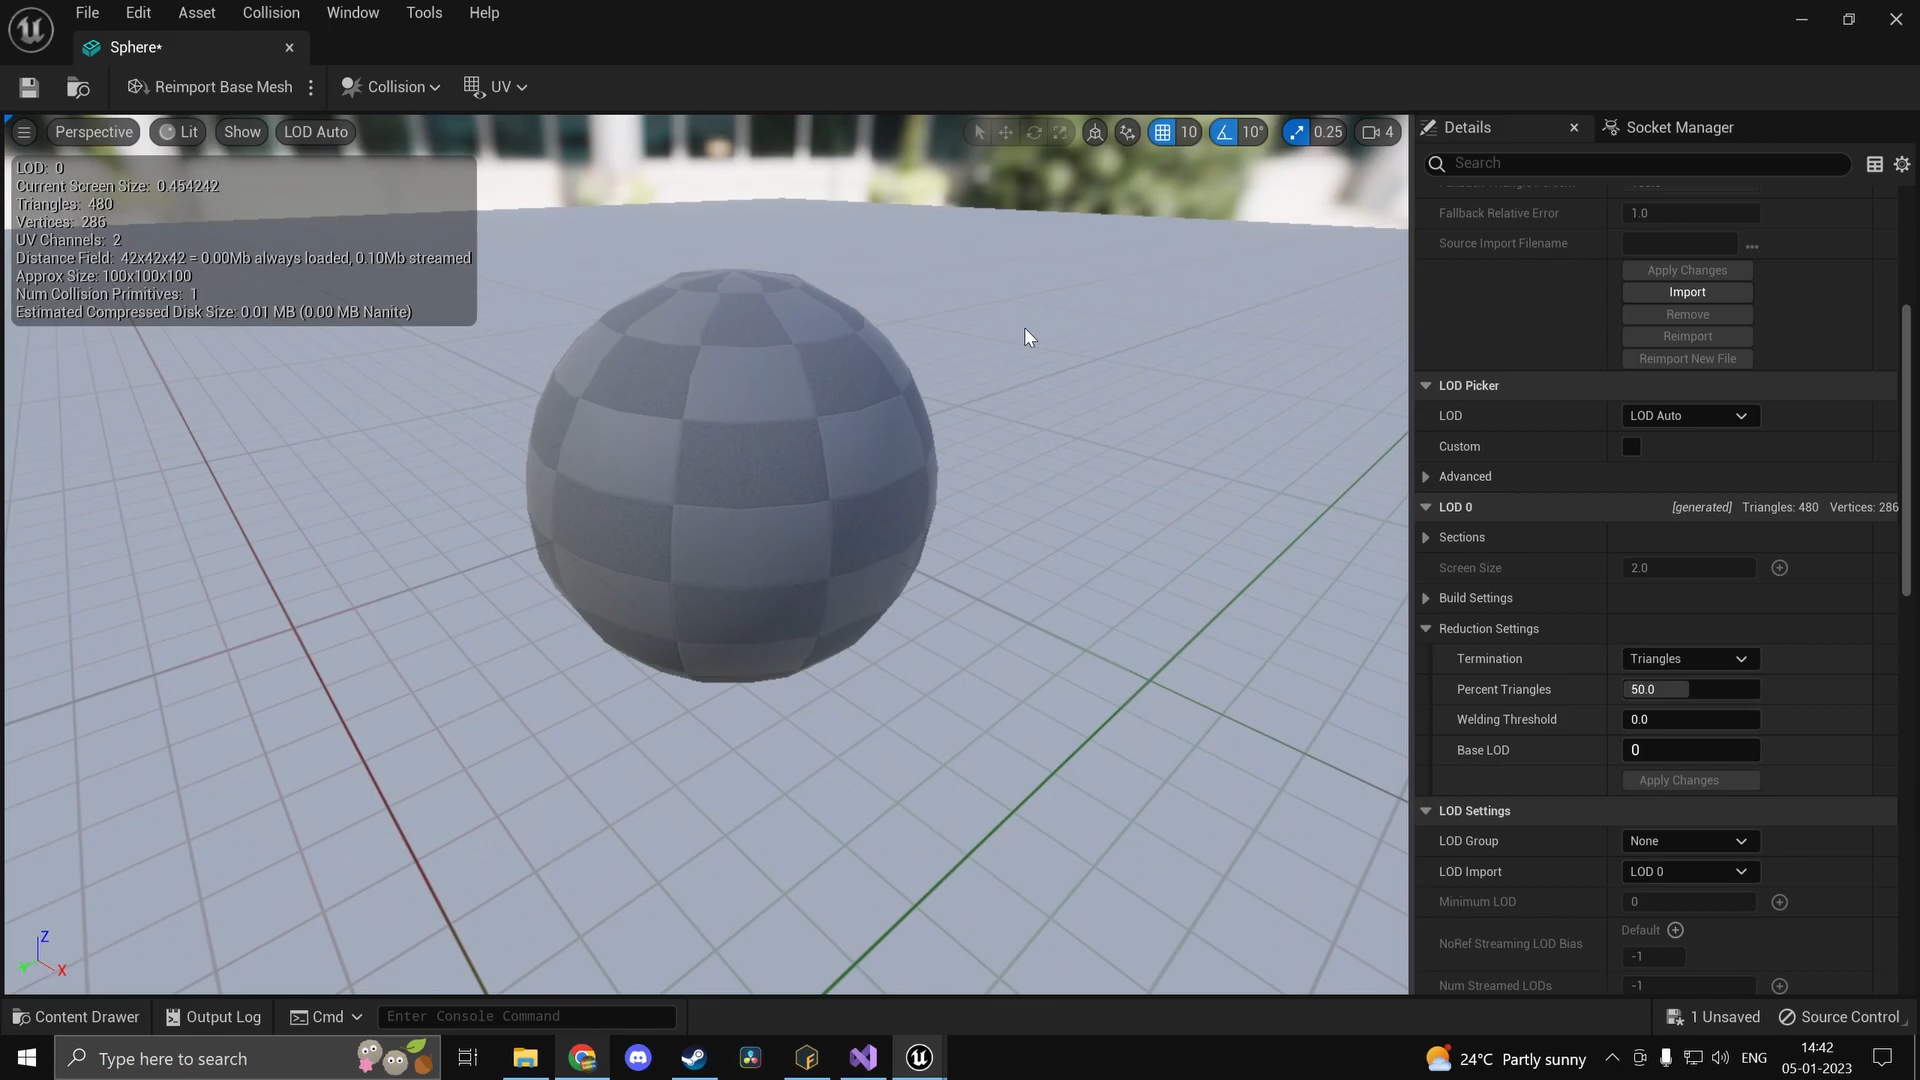 File Edit Asset Collision Window Tools Help
Sphere*
Reimport Base Mesh Collision UV
Perspective Lit Show LOD Auto 10 10° 0.25 4
LOD: 0
Current Screen Size: 0.454242
Triangles: 480
Vertices: 286
UV Channels: 2
Distance Field: 42x42x42 = 0.00Mb always loaded, 0.10Mb streamed
Approx Size: 100x100x100
Num Collision Primitives: 1
Estimated Compressed Disk Size: 0.01 MB (0.00 MB Nanite)
Z
Y
X
Details Socket Manager
Search
Fallback Relative Error 1.0
Source Import Filename
Apply Changes
Import
Remove
Reimport
Reimport New File
LOD Picker
LOD LOD Auto
Custom
Advanced
LOD 0 [generated] Triangles: 480 Vertices: 286
Sections
Screen Size 2.0
Build Settings
Reduction Settings
Termination Triangles
Percent Triangles 50.0
Welding Threshold 0.0
Base LOD 0
Apply Changes
LOD Settings
LOD Group None
LOD Import LOD 0
Minimum LOD 0
Default
NoRef Streaming LOD Bias
-1
Num Streamed LODs -1
Content Drawer Output Log Cmd Enter Console Command 1 Unsaved Source Control
Type here to search 24°C Partly sunny ENG 14:42
05-01-2023